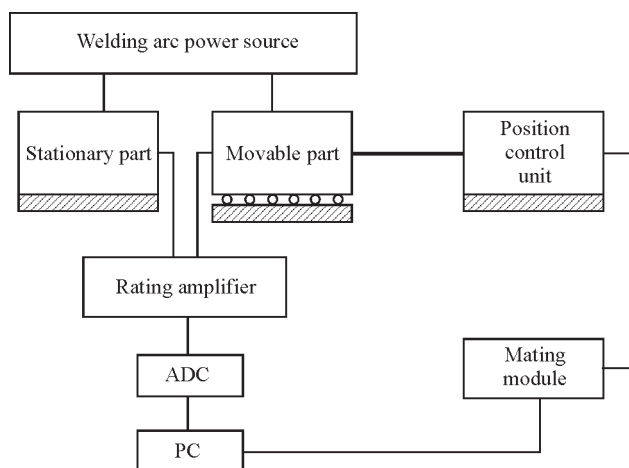 Welding arc power source
Stationary part
Movable part
Position
control
unit
Rating amplifier
ADC
Mating
module
PC